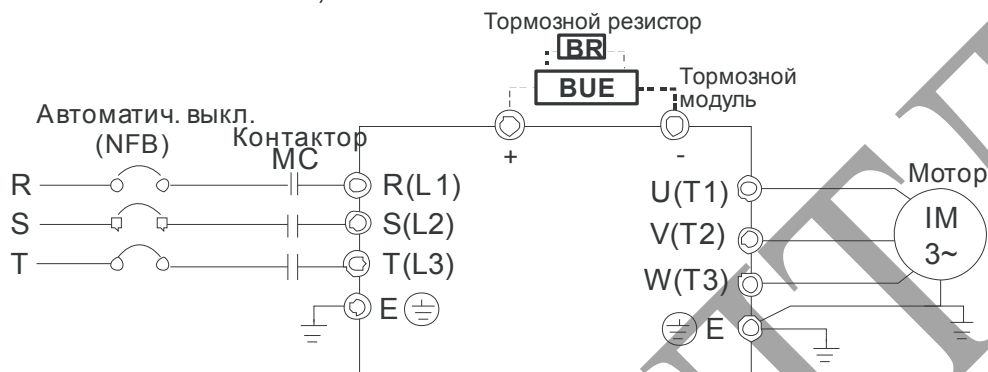 Тормозной резистор
BR
BUE
Тормозной
модуль
Автоматич. выкл.
(NFB)
Контактор
MC
+
-
R
S
T
R(L1)
S(L2)
T(L3)
E
U(T1)
V(T2)
W(T3)
E
Мотор
IM
3~